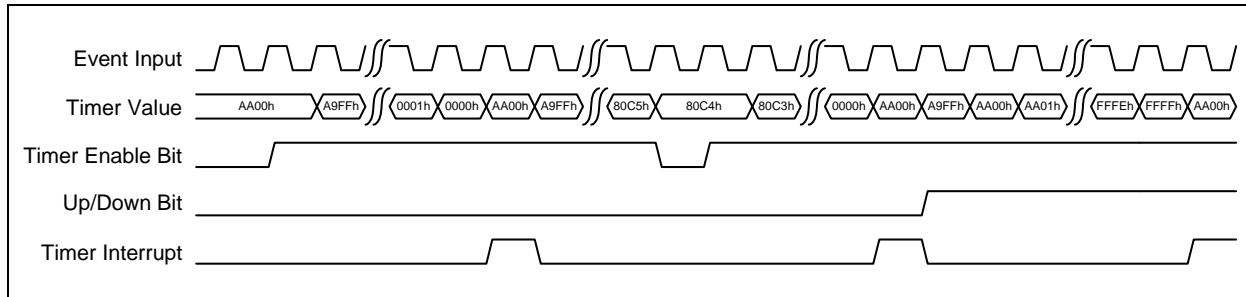 Event Input
Timer Value AA00h A9FFh 0001h 0000h AA00h A9FFh 80C5h 80C4h 80C3h 0000h AA00h A9FFh AA00h AA01h FFFEh FFFFh AA00h
Timer Enable Bit
Up/Down Bit
Timer Interrupt